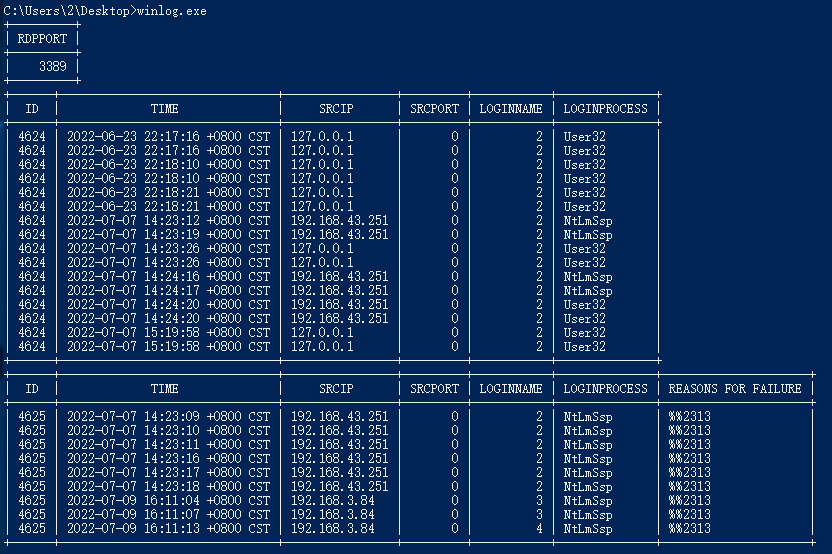 C:\Users\2\Desktop>winlog.exe
RDPPORT
3389
ID | TIME | SRCIP | SRCPORT | LOGINNAME | LOGINPROCESS
4624 | 2022-06-23 22:17:16 +0800 CST | 127.0.0.1 | 0 | 2 | User32
4624 | 2022-06-23 22:17:16 +0800 CST | 127.0.0.1 | 0 | 2 | User32
4624 | 2022-06-23 22:18:10 +0800 CST | 127.0.0.1 | 0 | 2 | User32
4624 | 2022-06-23 22:18:10 +0800 CST | 127.0.0.1 | 0 | 2 | User32
4624 | 2022-06-23 22:18:21 +0800 CST | 127.0.0.1 | 0 | 2 | User32
4624 | 2022-06-23 22:18:21 +0800 CST | 127.0.0.1 | 0 | 2 | User32
4624 | 2022-07-07 14:23:12 +0800 CST | 192.168.43.251 | 0 | 2 | NtLmSsp
4624 | 2022-07-07 14:23:19 +0800 CST | 192.168.43.251 | 0 | 2 | NtLmSsp
4624 | 2022-07-07 14:23:26 +0800 CST | 127.0.0.1 | 0 | 2 | User32
4624 | 2022-07-07 14:23:26 +0800 CST | 127.0.0.1 | 0 | 2 | User32
4624 | 2022-07-07 14:24:16 +0800 CST | 192.168.43.251 | 0 | 2 | NtLmSsp
4624 | 2022-07-07 14:24:17 +0800 CST | 192.168.43.251 | 0 | 2 | NtLmSsp
4624 | 2022-07-07 14:24:20 +0800 CST | 192.168.43.251 | 0 | 2 | User32
4624 | 2022-07-07 14:24:20 +0800 CST | 192.168.43.251 | 0 | 2 | User32
4624 | 2022-07-07 15:19:58 +0800 CST | 127.0.0.1 | 0 | 2 | User32
4624 | 2022-07-07 15:19:58 +0800 CST | 127.0.0.1 | 0 | 2 | User32
ID | TIME | SRCIP | SRCPORT | LOGINNAME | LOGINPROCESS | REASONS FOR FAILURE
4625 | 2022-07-07 14:23:09 +0800 CST | 192.168.43.251 | 0 | 2 | NtLmSsp | %%2313
4625 | 2022-07-07 14:23:10 +0800 CST | 192.168.43.251 | 0 | 2 | NtLmSsp | %%2313
4625 | 2022-07-07 14:23:11 +0800 CST | 192.168.43.251 | 0 | 2 | NtLmSsp | %%2313
4625 | 2022-07-07 14:23:16 +0800 CST | 192.168.43.251 | 0 | 2 | NtLmSsp | %%2313
4625 | 2022-07-07 14:23:17 +0800 CST | 192.168.43.251 | 0 | 2 | NtLmSsp | %%2313
4625 | 2022-07-07 14:23:18 +0800 CST | 192.168.43.251 | 0 | 2 | NtLmSsp | %%2313
4625 | 2022-07-09 16:11:04 +0800 CST | 192.168.3.84 | 0 | 3 | NtLmSsp | %%2313
4625 | 2022-07-09 16:11:07 +0800 CST | 192.168.3.84 | 0 | 3 | NtLmSsp | %%2313
4625 | 2022-07-09 16:11:13 +0800 CST | 192.168.3.84 | 0 | 4 | NtLmSsp | %%2313